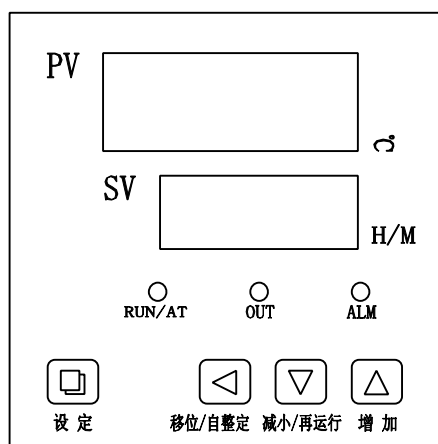 PV
℃
SV
H/M
RUN/AT OUT ALM
设定 移位/自整定 减小/再运行 增加